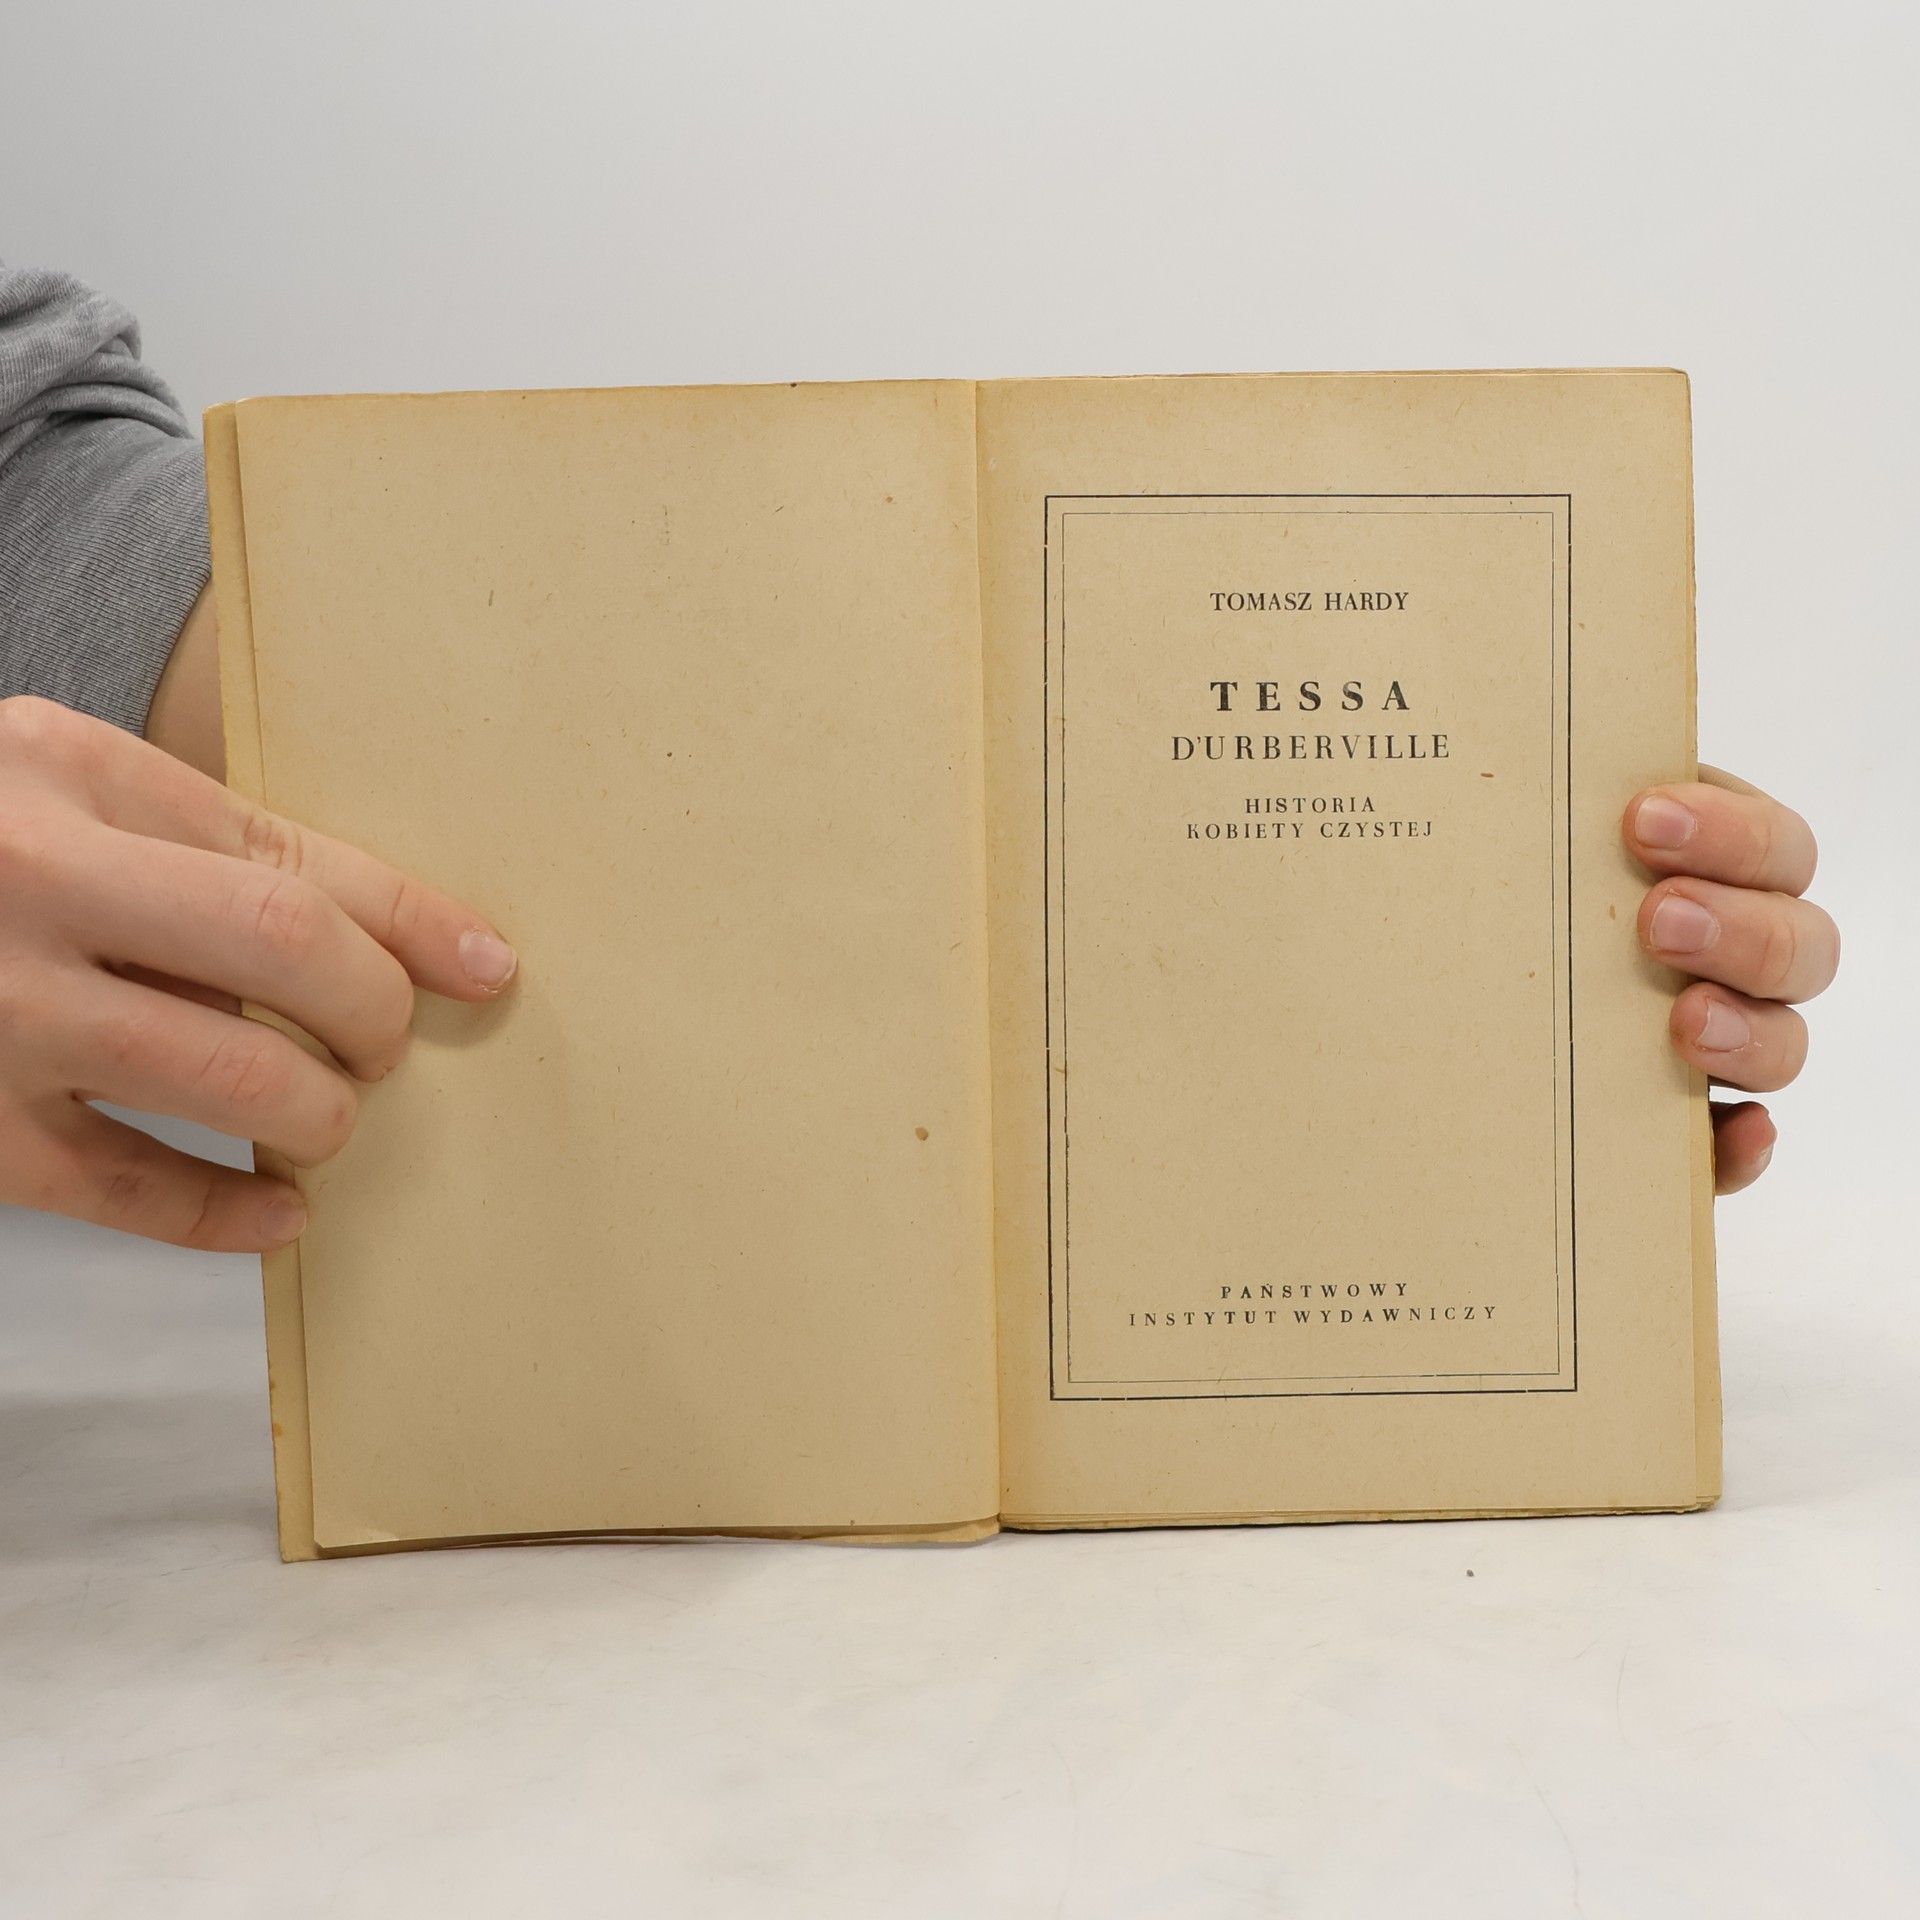 TOMASZ HARDY
TESSA
D'URBERVILLE
HISTORIA
KOBIETY CZYSTEJ
PAŃSTWOWY
INSTYTUT WYDAWNICZY